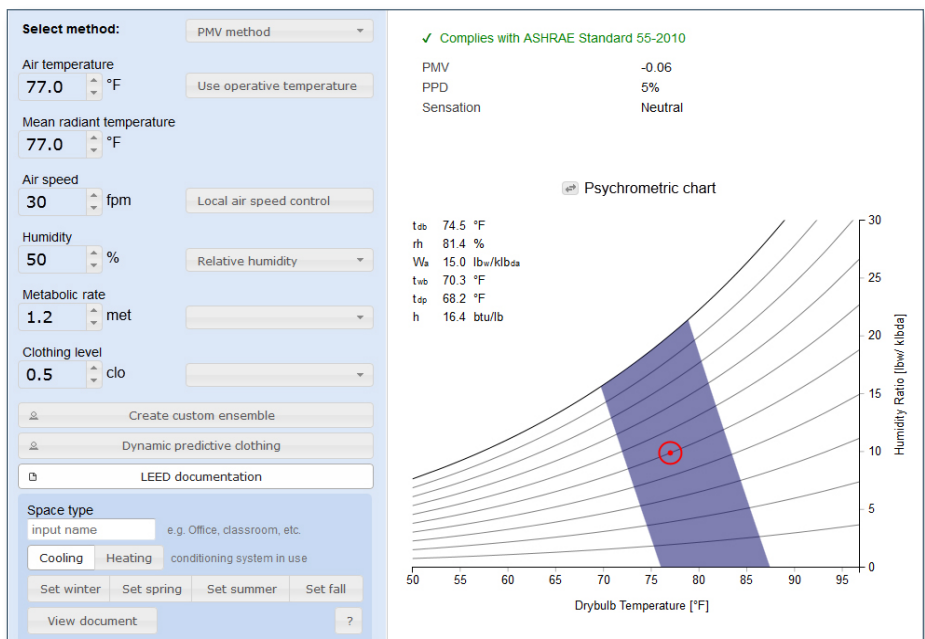 Select method:
PMV method
Air temperature
77.0 °F
Use operative temperature
Mean radiant temperature
77.0 °F
Air speed
30 fpm
Local air speed control
Humidity
50 %
Relative humidity
Metabolic rate
1.2 met
Clothing level
0.5 clo
Create custom ensemble
Dynamic predictive clothing
LEED documentation
Space type
input name e.g. Office, classroom, etc.
Cooling Heating conditioning system in use
Set winter Set spring Set summer Set fall
View document ?
✓ Complies with ASHRAE Standard 55-2010
PMV -0.06
PPD 5%
Sensation Neutral
Psychrometric chart
tdb 74.5 °F
rh 81.4 %
Wa 15.0 lbw/klbda
twb 70.3 °F
tdp 68.2 °F
h 16.4 btu/lb
30
25
20
15
10
5
0
Humidity Ratio [lbw/ klbda]
50 55 60 65 70 75 80 85 90 95
Drybulb Temperature [°F]